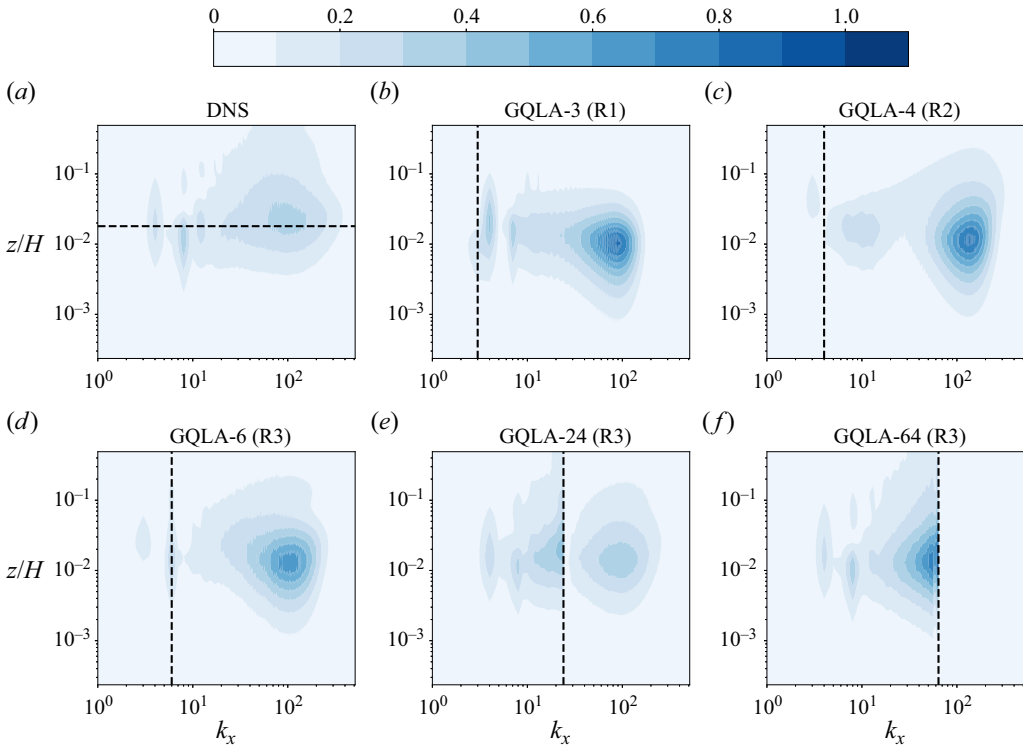 0 0.2 0.4 0.6 0.8 1.0
(a) (b) (c)
DNS GQLA-3 (R1) GQLA-4 (R2)
10⁻¹ 10⁻¹ 10⁻¹
z/H 10⁻² 10⁻² 10⁻²
10⁻³ 10⁻³ 10⁻³
10⁰ 10¹ 10² 10⁰ 10¹ 10² 10⁰ 10¹ 10²
(d) (e) (f)
GQLA-6 (R3) GQLA-24 (R3) GQLA-64 (R3)
10⁻¹ 10⁻¹ 10⁻¹
z/H 10⁻² 10⁻² 10⁻²
10⁻³ 10⁻³ 10⁻³
10⁰ 10¹ 10² 10⁰ 10¹ 10² 10⁰ 10¹ 10²
kₓ kₓ kₓ